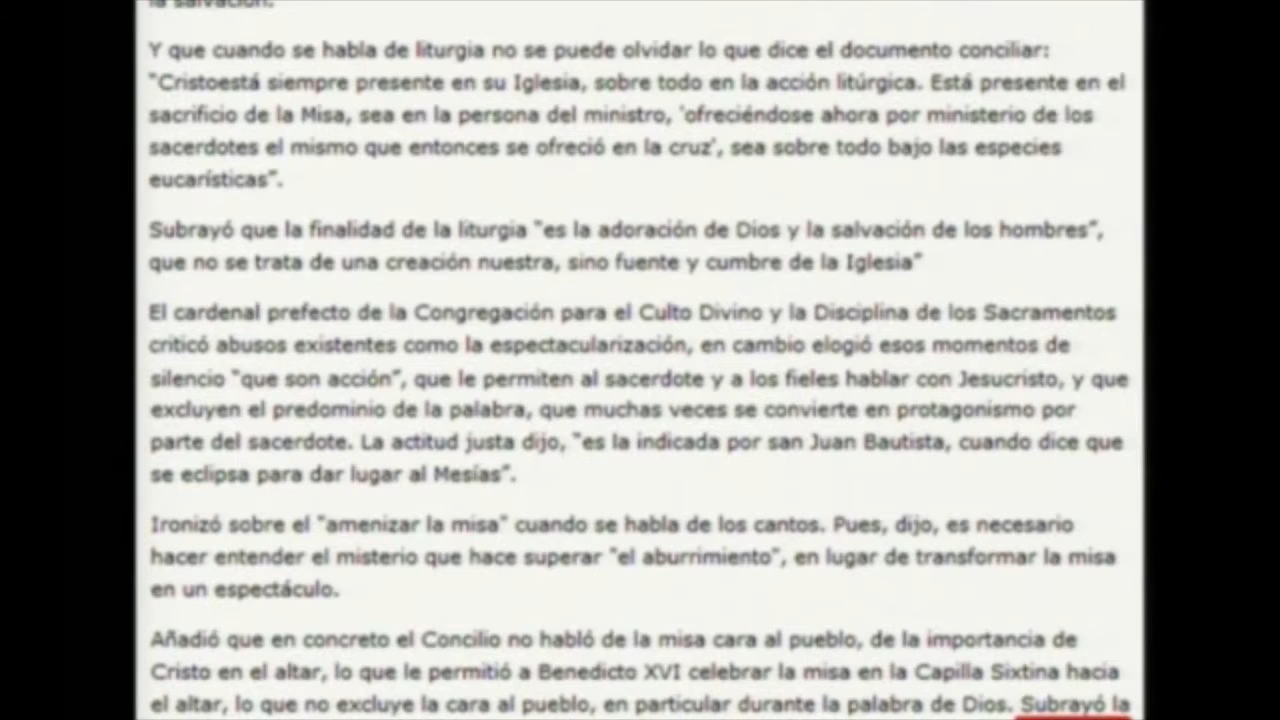 la salvación.
Y que cuando se habla de liturgia no se puede olvidar lo que dice el documento conciliar:
"Cristoestá siempre presente en su Iglesia, sobre todo en la acción litúrgica. Está presente en el
sacrificio de la Misa, sea en la persona del ministro, 'ofreciéndose ahora por ministerio de los
sacerdotes el mismo que entonces se ofreció en la cruz', sea sobre todo bajo las especies
eucarísticas".
Subrayó que la finalidad de la liturgia "es la adoración de Dios y la salvación de los hombres",
que no se trata de una creación nuestra, sino fuente y cumbre de la Iglesia"
El cardenal prefecto de la Congregación para el Culto Divino y la Disciplina de los Sacramentos
criticó abusos existentes como la espectacularización, en cambio elogió esos momentos de
silencio "que son acción", que le permiten al sacerdote y a los fieles hablar con Jesucristo, y que
excluyen el predominio de la palabra, que muchas veces se convierte en protagonismo por
parte del sacerdote. La actitud justa dijo, "es la indicada por san Juan Bautista, cuando dice que
se eclipsa para dar lugar al Mesías".
Ironizó sobre el "amenizar la misa" cuando se habla de los cantos. Pues, dijo, es necesario
hacer entender el misterio que hace superar "el aburrimiento", en lugar de transformar la misa
en un espectáculo.
Añadió que en concreto el Concilio no habló de la misa cara al pueblo, de la importancia de
Cristo en el altar, lo que le permitió a Benedicto XVI celebrar la misa en la Capilla Sixtina hacia
el altar, lo que no excluye la cara al pueblo, en particular durante la palabra de Dios. Subrayó la